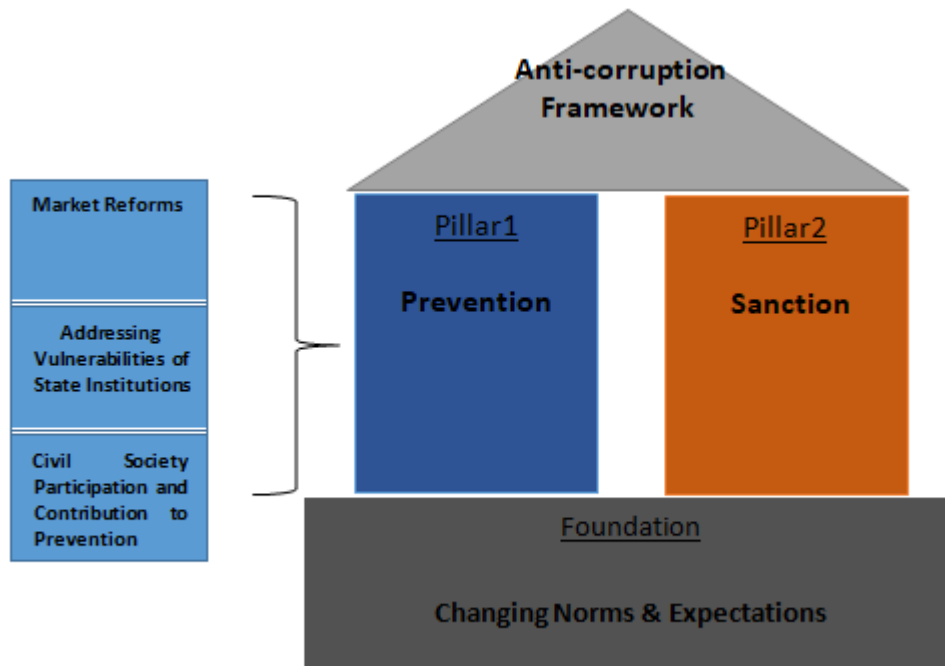 Anti-corruption
Framework
Market Reforms
Addressing
Vulnerabilities of
State Institutions
Civil Society
Participation and
Contribution to
Prevention
Pillar1
Prevention
Pillar2
Sanction
Foundation
Changing Norms & Expectations